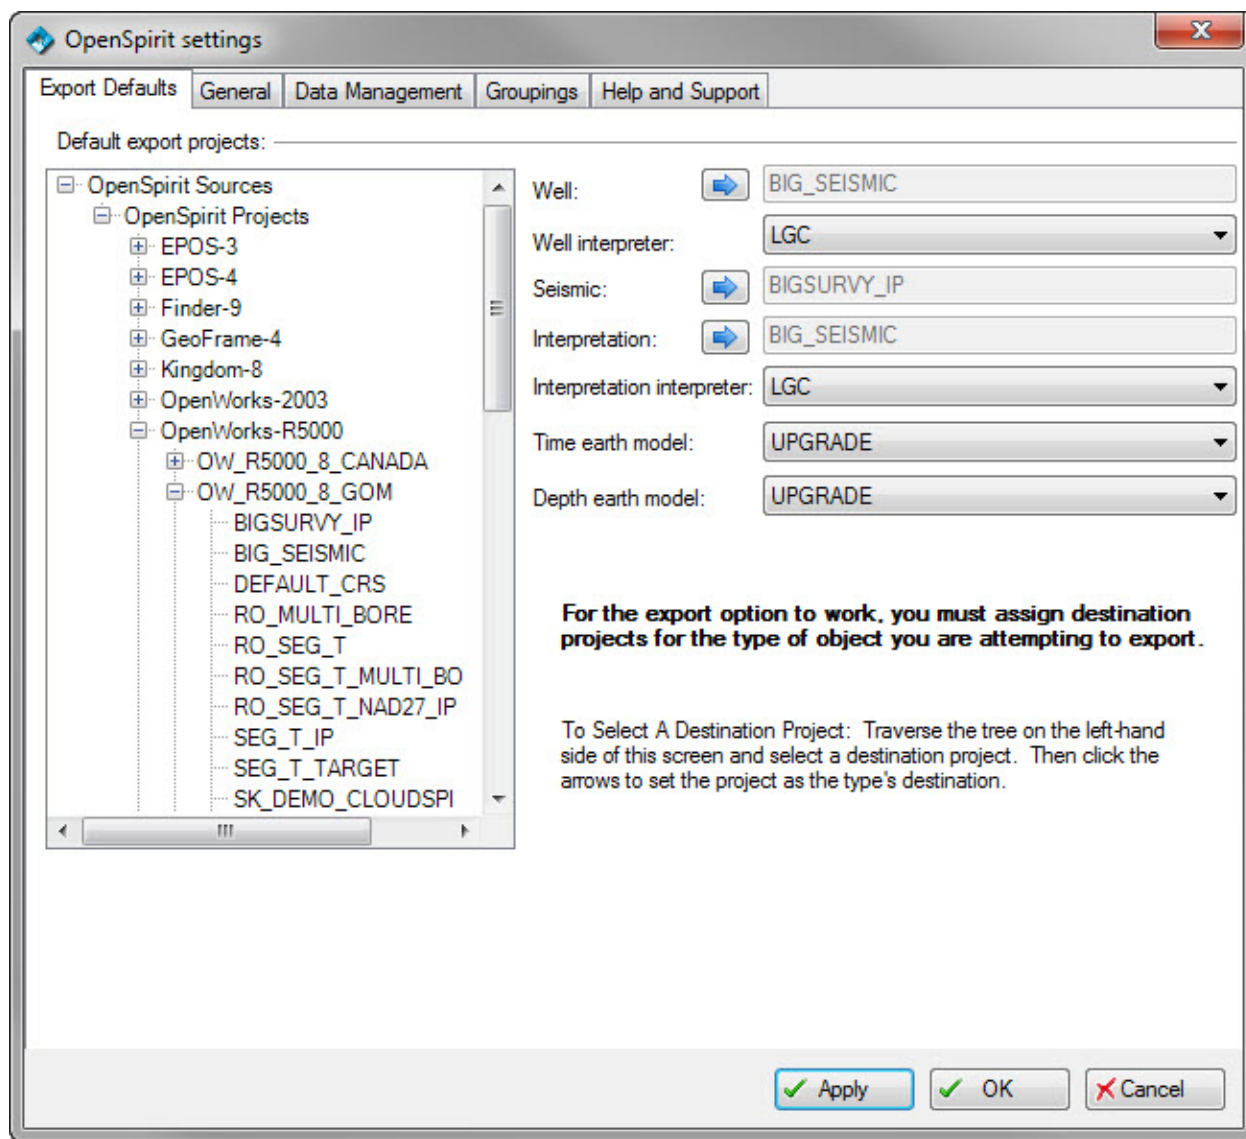 OpenSpirit settings
Export Defaults General Data Management Groupings Help and Support
Default export projects:
OpenSpirit Sources
OpenSpirit Projects
EPOS-3
EPOS-4
Finder-9
GeoFrame-4
Kingdom-8
OpenWorks-2003
OpenWorks-R5000
OW_R5000_8_CANADA
OW_R5000_8_GOM
BIGSURVY_IP
BIG_SEISMIC
DEFAULT_CRS
RO_MULTI_BORE
RO_SEG_T
RO_SEG_T_MULTI_BO
RO_SEG_T_NAD27_IP
SEG_T_IP
SEG_T_TARGET
SK_DEMO_CLOUDSPI
Well: BIG_SEISMIC
Well interpreter: LGC
Seismic: BIGSURVY_IP
Interpretation: BIG_SEISMIC
Interpretation interpreter: LGC
Time earth model: UPGRADE
Depth earth model: UPGRADE
For the export option to work, you must assign destination
projects for the type of object you are attempting to export.
To Select A Destination Project: Traverse the tree on the left-hand
side of this screen and select a destination project. Then click the
arrows to set the project as the type's destination.
Apply OK Cancel